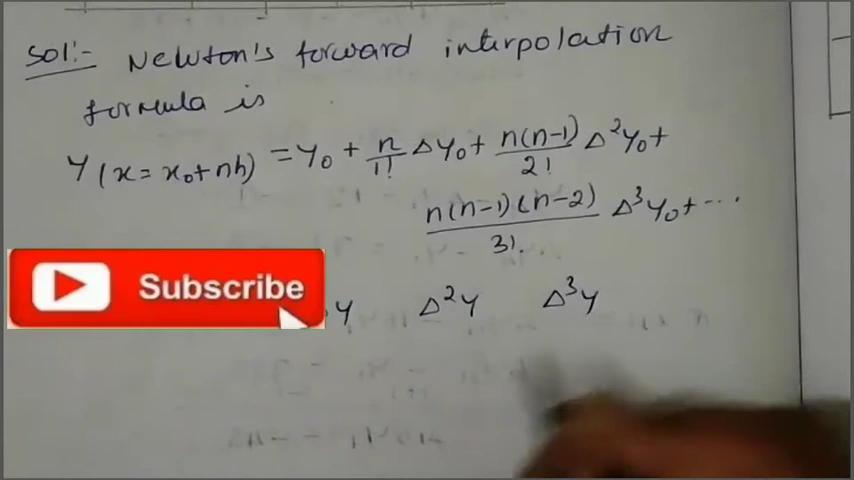 Sol:- Newton's forward interpolation
formula is
Y(x = x₀+nh) = Y₀ + n/1! ΔY₀ + n(n-1)/2! Δ²Y₀ +
n(n-1)(n-2)/3! Δ³Y₀ + ...
Subscribe
Y Δ²Y Δ³Y